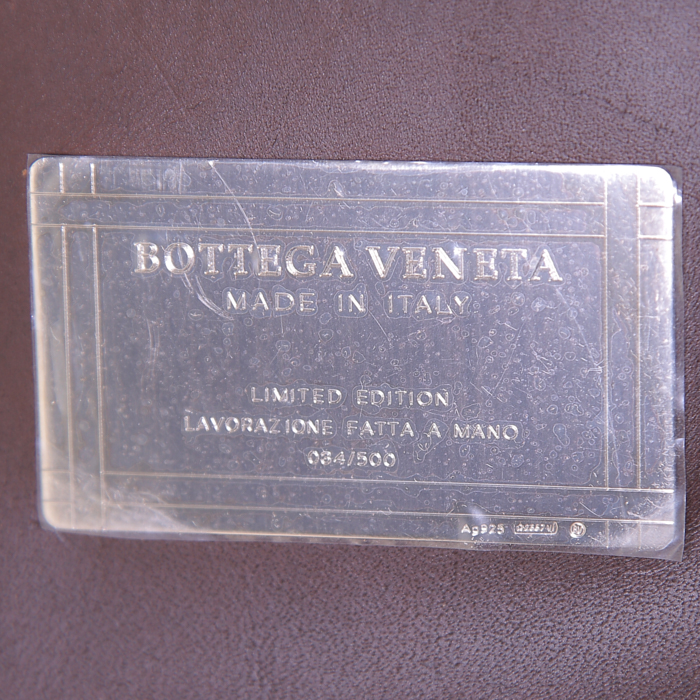 BOTTEGA VENETA
MADE IN ITALY
LIMITED EDITION
LAVORAZIONE FATTA A MANO
034/500
Ag925